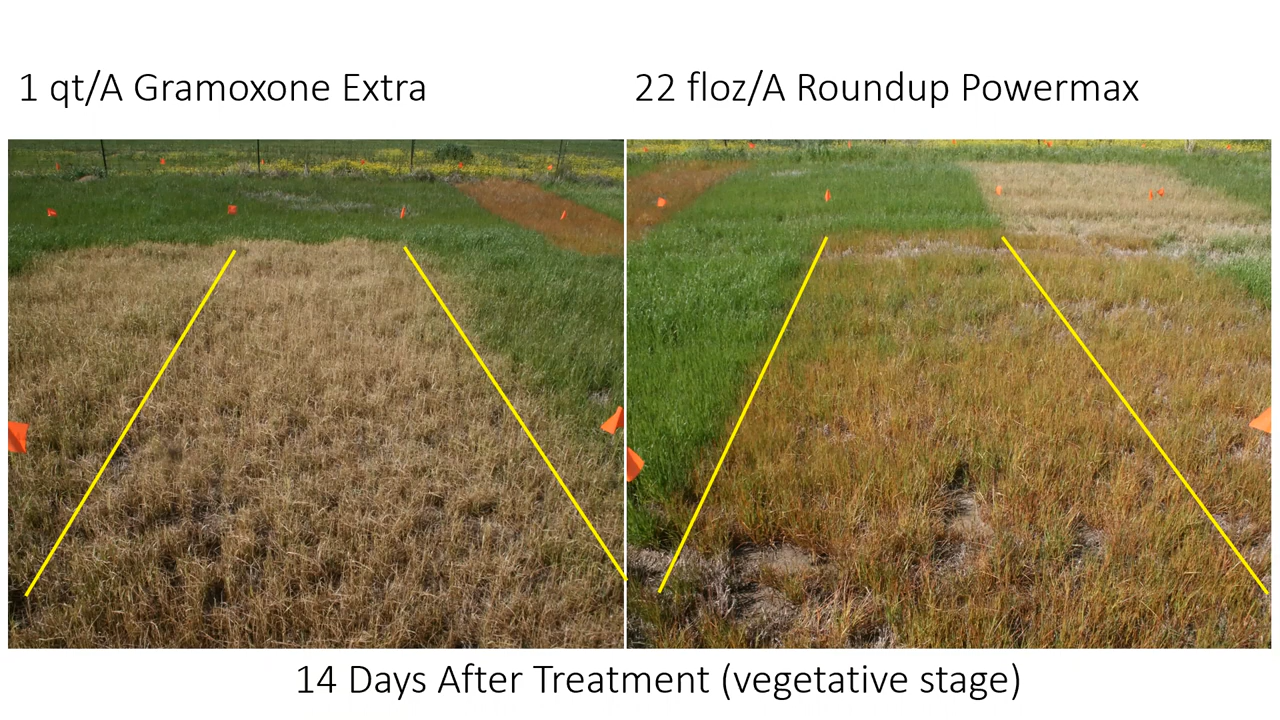 1 qt/A Gramoxone Extra
22 floz/A Roundup Powermax
14 Days After Treatment (vegetative stage)